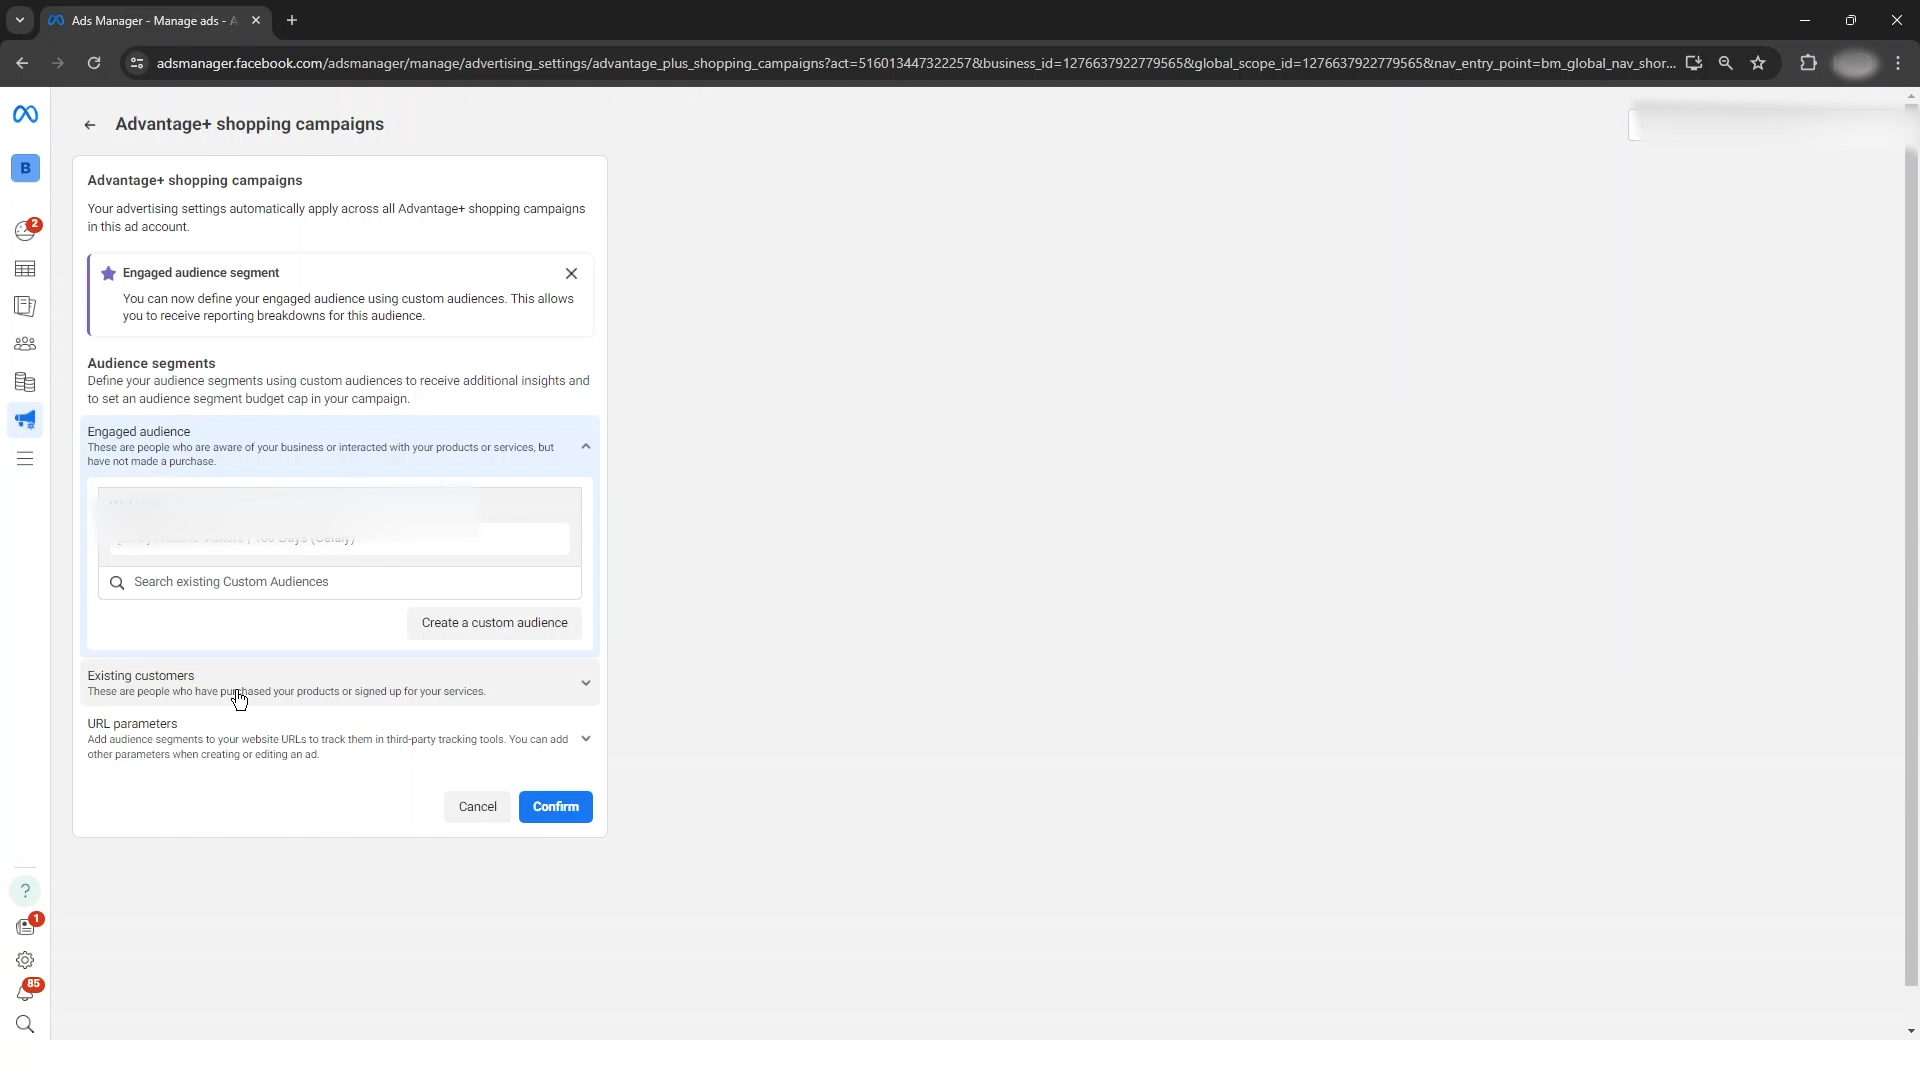 Ads Manager - Manage ads - A
adsmanager.facebook.com/adsmanager/manage/advertising_settings/advantage_plus_shopping_campaigns?act=516013447322257&business_id=1276637922779565&global_scope_id=1276637922779565&nav_entry_point=bm_global_nav_shor...
Advantage+ shopping campaigns
B
2
Advantage+ shopping campaigns
Your advertising settings automatically apply across all Advantage+ shopping campaigns
in this ad account.
Engaged audience segment
You can now define your engaged audience using custom audiences. This allows
you to receive reporting breakdowns for this audience.
Audience segments
Define your audience segments using custom audiences to receive additional insights and
to set an audience segment budget cap in your campaign.
Engaged audience
These are people who are aware of your business or interacted with your products or services, but
have not made a purchase.
Search existing Custom Audiences
Create a custom audience
Existing customers
These are people who have purchased your products or signed up for your services.
URL parameters
Add audience segments to your website URLs to track them in third-party tracking tools. You can add
other parameters when creating or editing an ad.
Cancel
Confirm
?
1
85